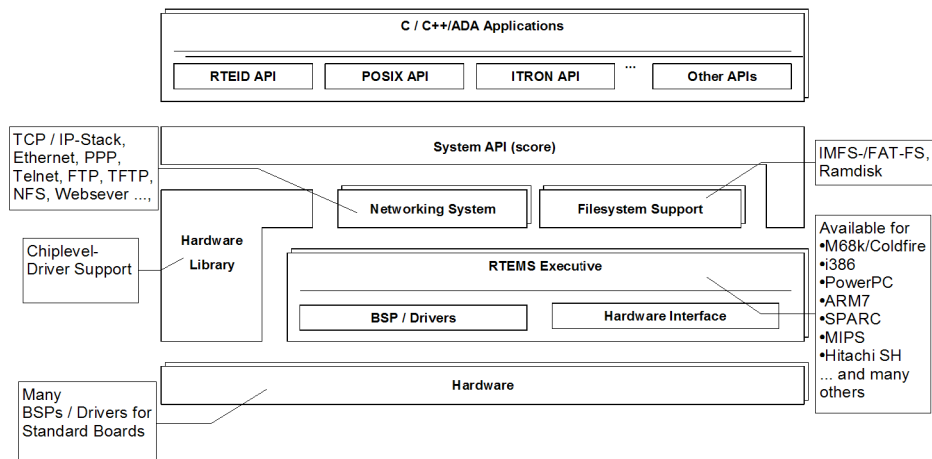 C / C++/ADA Applications
RTEID API
POSIX API
ITRON API
...
Other APIs
TCP / IP-Stack,
Ethernet, PPP,
Telnet, FTP, TFTP,
NFS, Websever ...,
System API (score)
IMFS-/FAT-FS,
Ramdisk
Networking System
Filesystem Support
Hardware
Library
Chiplevel-
Driver Support
RTEMS Executive
BSP / Drivers
Hardware Interface
Available for
•M68k/Coldfire
•i386
•PowerPC
•ARM7
•SPARC
•MIPS
•Hitachi SH
... and many
others
Hardware
Many
BSPs / Drivers for
Standard Boards